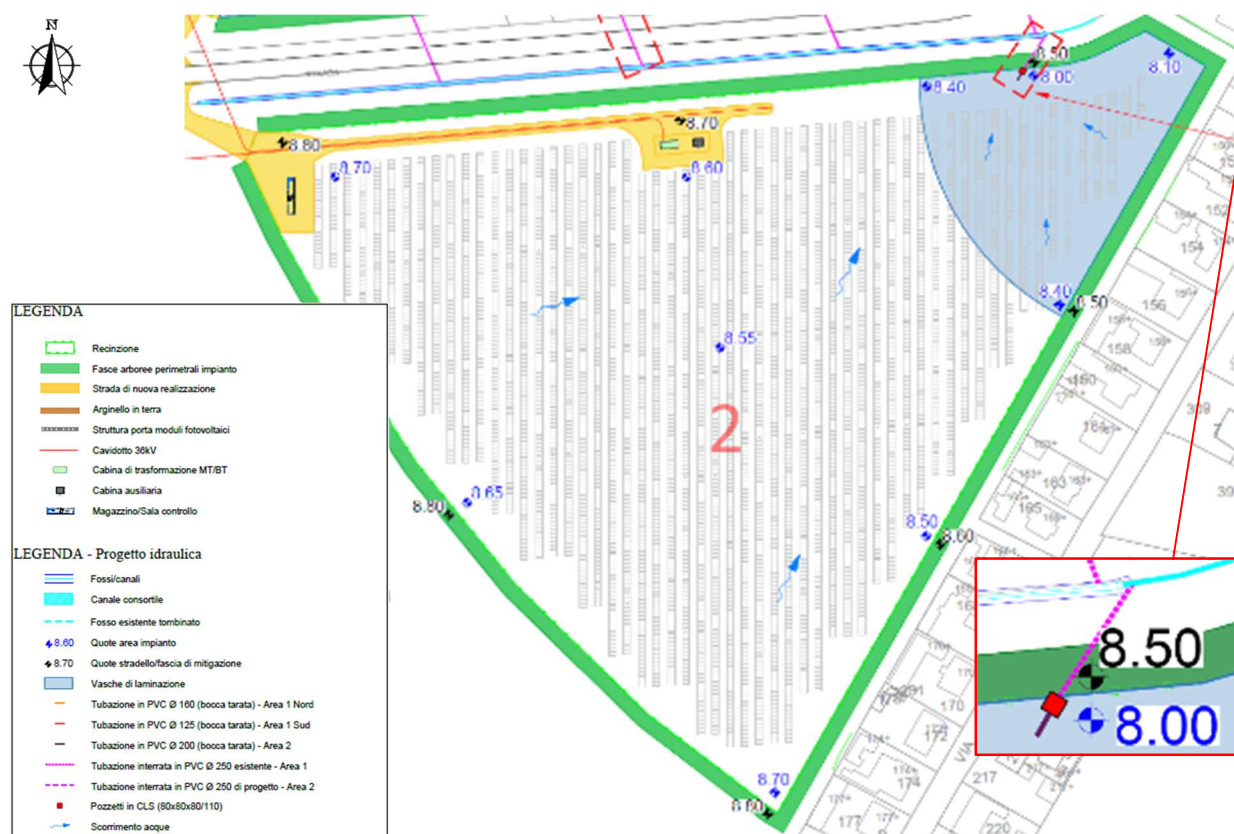 N
8.50
8.00
8.10
8.40
8.80
8.70
8.70
8.60
8.40
8.50
8.55
2
8.65
8.80
8.50
8.60
8.70
8.80
154
156
158
160
163
165
170
172
174
177
217
220
309
LEGENDA
Recinzione
Fasce arboree perimetrali impianto
Strada di nuova realizzazione
Arginello in terra
Struttura porta moduli fotovoltaici
Cavidotto 36kV
Cabina di trasformazione MT/BT
Cabina ausiliaria
Magazzino/Sala controllo
LEGENDA - Progetto idraulica
Fossi/canali
Canale consortile
Fosso esistente tombinato
8.60 Quote area impianto
8.70 Quote stradello/fascia di mitigazione
Vasche di laminazione
Tubazione in PVC Ø 160 (bocca tarata) - Area 1 Nord
Tubazione in PVC Ø 125 (bocca tarata) - Area 1 Sud
Tubazione in PVC Ø 200 (bocca tarata) - Area 2
Tubazione interrata in PVC Ø 250 esistente - Area 1
Tubazione interrata in PVC Ø 250 di progetto - Area 2
Pozzetti in CLS (80x80x80/110)
Scorrimento acque
VIA
8.50
8.00